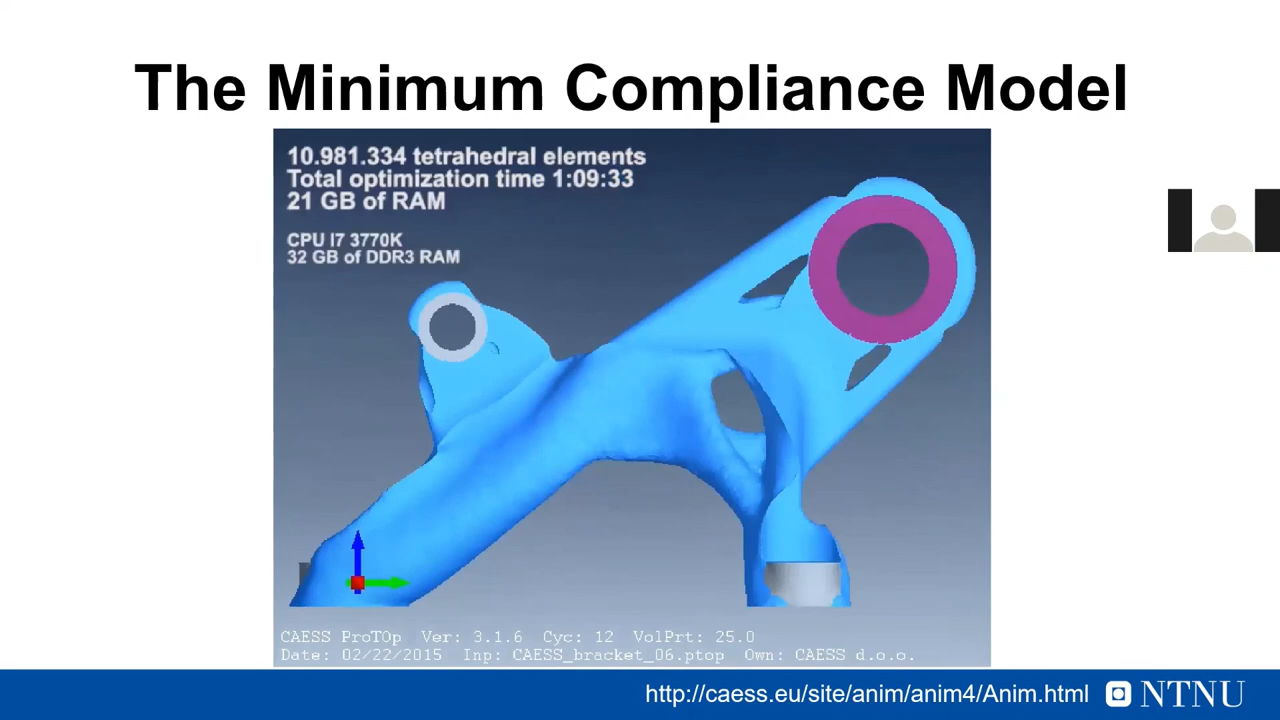 The Minimum Compliance Model
10.981.334 tetrahedral elements
Total optimization time 1:09:33
21 GB of RAM
CPU I7 3770K
32 GB of DDR3 RAM
CAESS ProTOp Ver: 3.1.6 Cyc: 12 VolPrt: 25.0
Date: 02/22/2015 Inp: CAESS_bracket_06.ptop Own: CAESS d.o.o.
http://caess.eu/site/anim/anim4/Anim.html NTNU